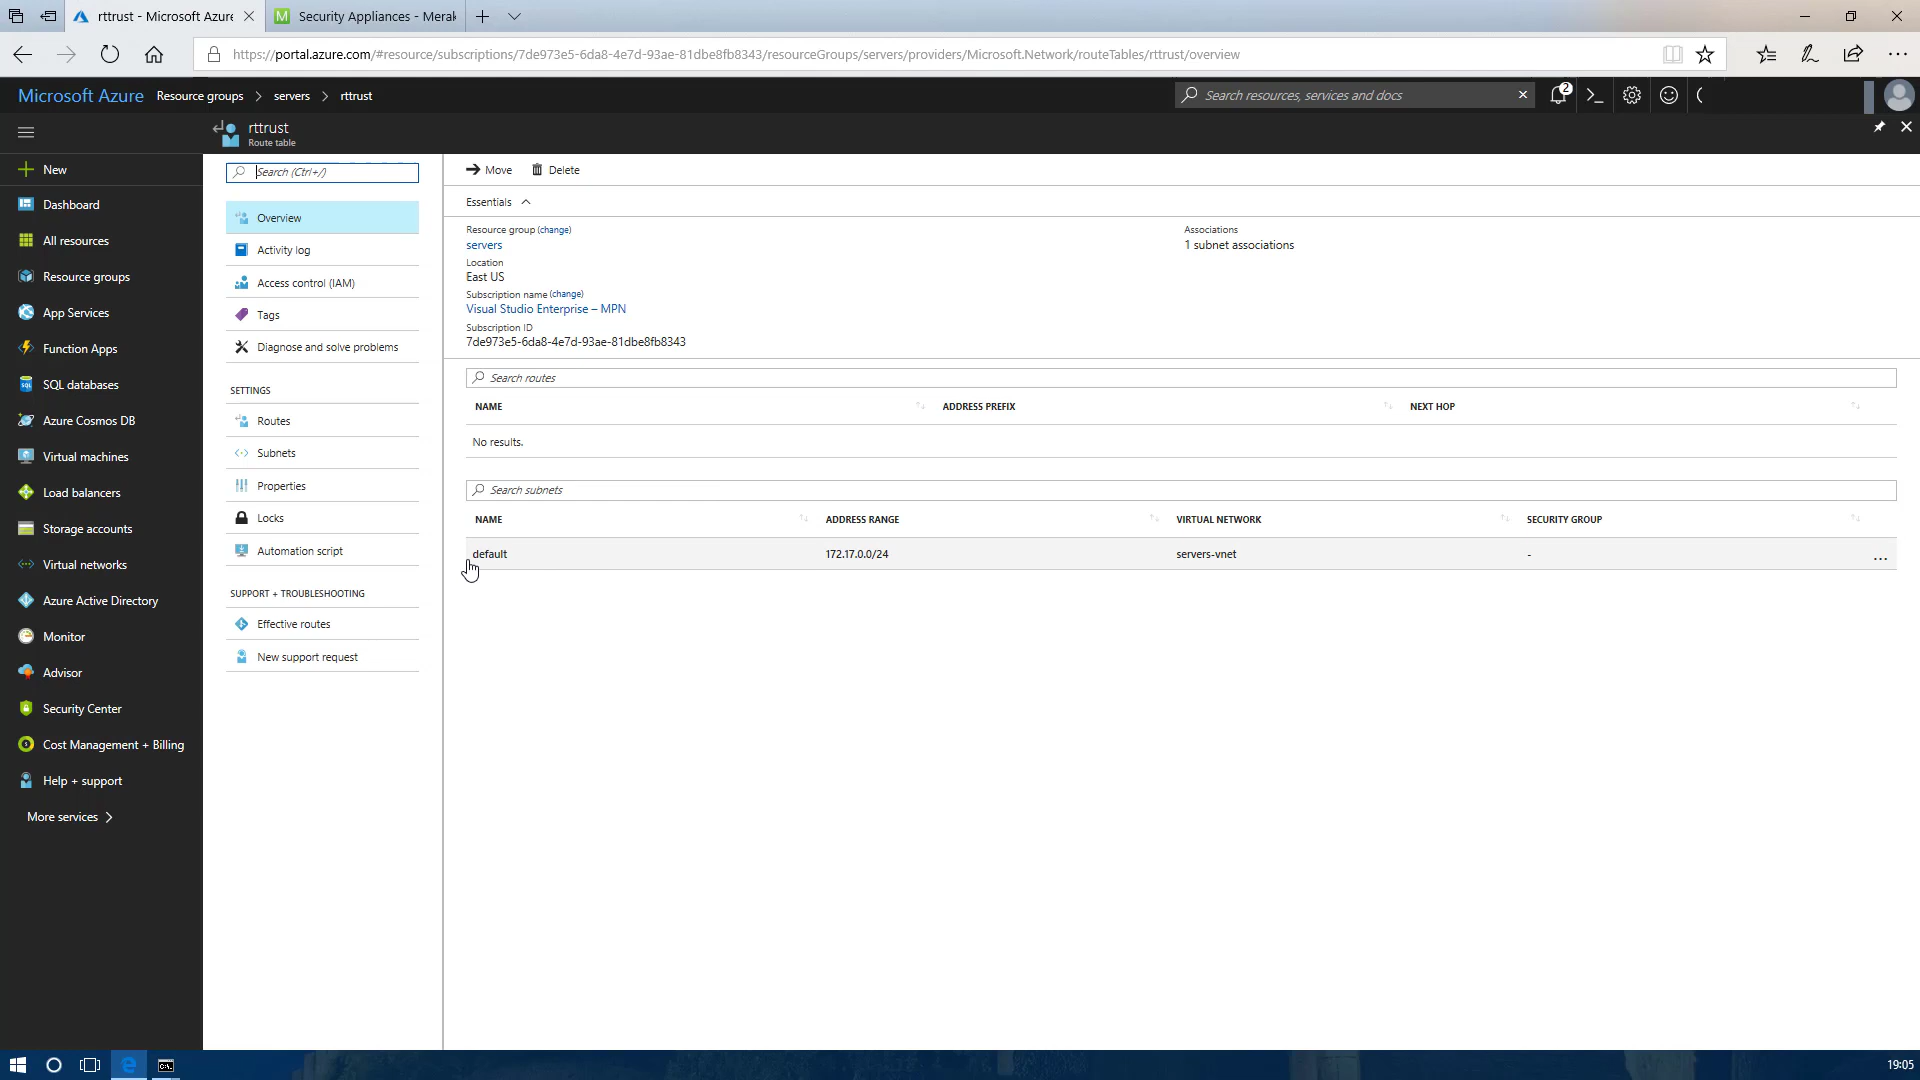 rttrust - Microsoft Azure
Security Appliances - Merak
https://portal.azure.com/#resource/subscriptions/7de973e5-6da8-4e7d-93ae-81dbe8fb8343/resourceGroups/servers/providers/Microsoft.Network/routeTables/rttrust/overview
Microsoft Azure
Resource groups > servers > rttrust
Search resources, services and docs
2
rttrust
Route table
New
Dashboard
All resources
Resource groups
App Services
Function Apps
SQL databases
Azure Cosmos DB
Virtual machines
Load balancers
Storage accounts
Virtual networks
Azure Active Directory
Monitor
Advisor
Security Center
Cost Management + Billing
Help + support
More services
Search (Ctrl+/)
Overview
Activity log
Access control (IAM)
Tags
Diagnose and solve problems
SETTINGS
Routes
Subnets
Properties
Locks
Automation script
SUPPORT + TROUBLESHOOTING
Effective routes
New support request
Move Delete
Essentials
Resource group (change)
servers
Location
East US
Subscription name (change)
Visual Studio Enterprise – MPN
Subscription ID
7de973e5-6da8-4e7d-93ae-81dbe8fb8343
Associations
1 subnet associations
Search routes
NAME ADDRESS PREFIX NEXT HOP
No results.
Search subnets
NAME ADDRESS RANGE VIRTUAL NETWORK SECURITY GROUP
default 172.17.0.0/24 servers-vnet - ...
19:05